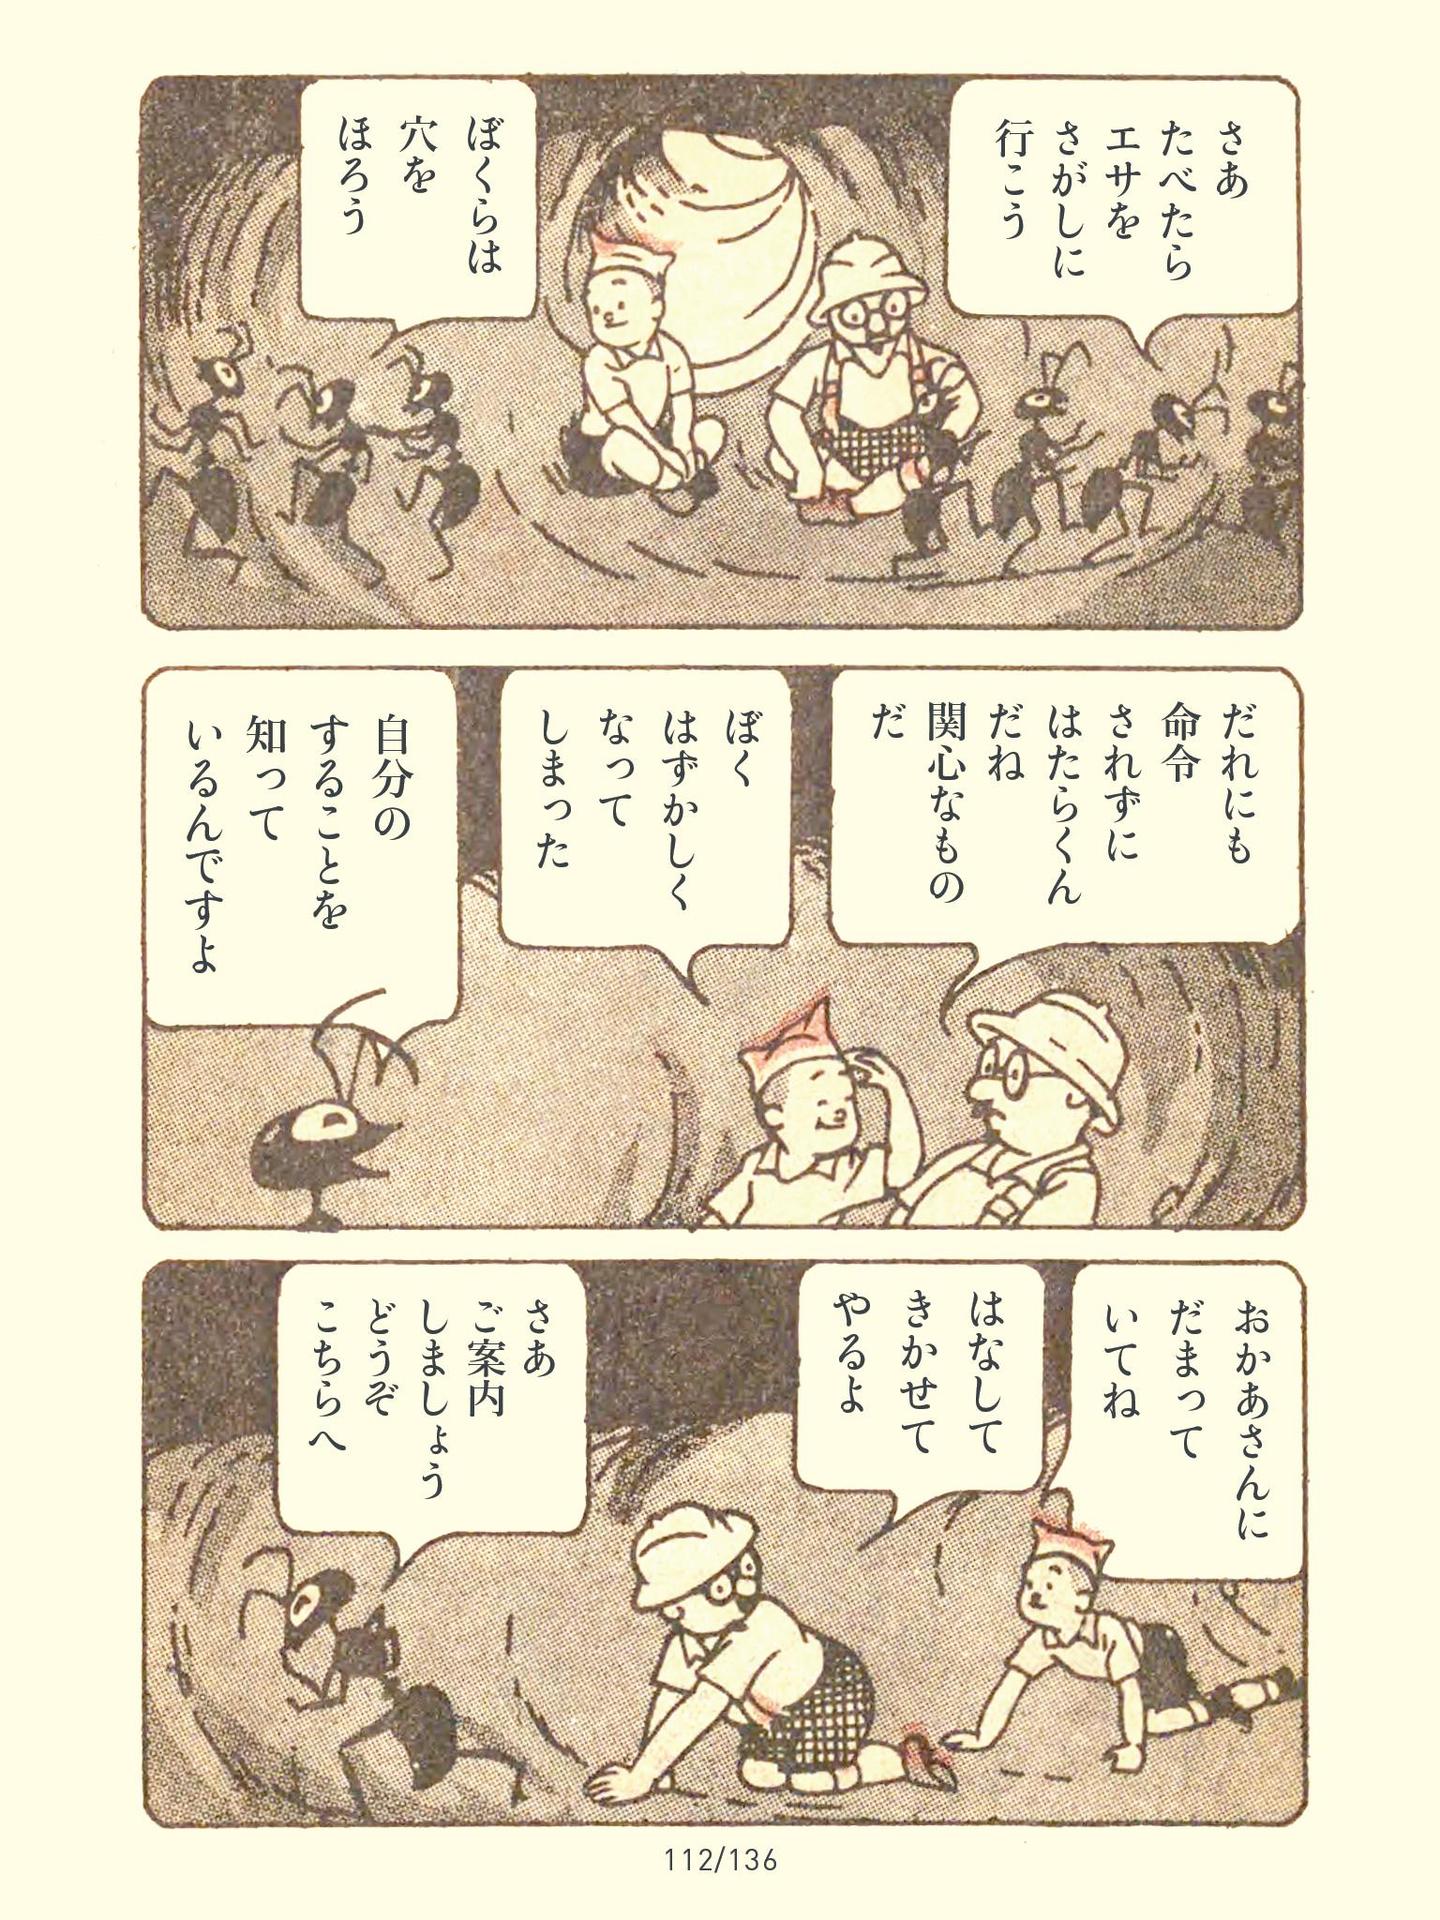 さあ
たべたら
エサを
さがしに
行こう
ぼくらは
穴を
ほろう
だれにも
命令
されずに
はたらくん
だね
関心なもの
だ
ぼく
はずかしく
なって
しまった
自分の
することを
知って
いるんですよ
おかあさんに
だまって
いてね
はなして
きかせて
やるよ
さあ
ご案内
しましょう
どうぞ
こちらへ
112/136